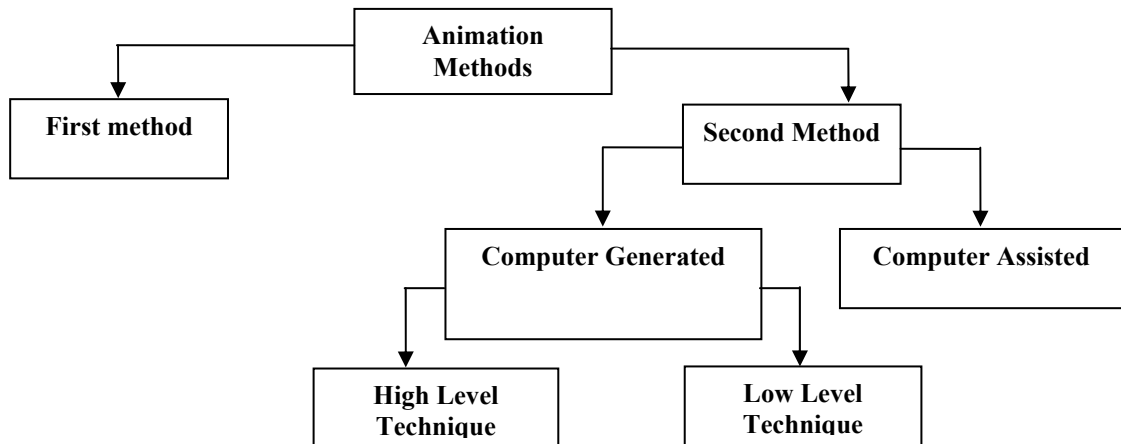 Animation
Methods
First method
Second Method
Computer Generated
Computer Assisted
High Level
Technique
Low Level
Technique